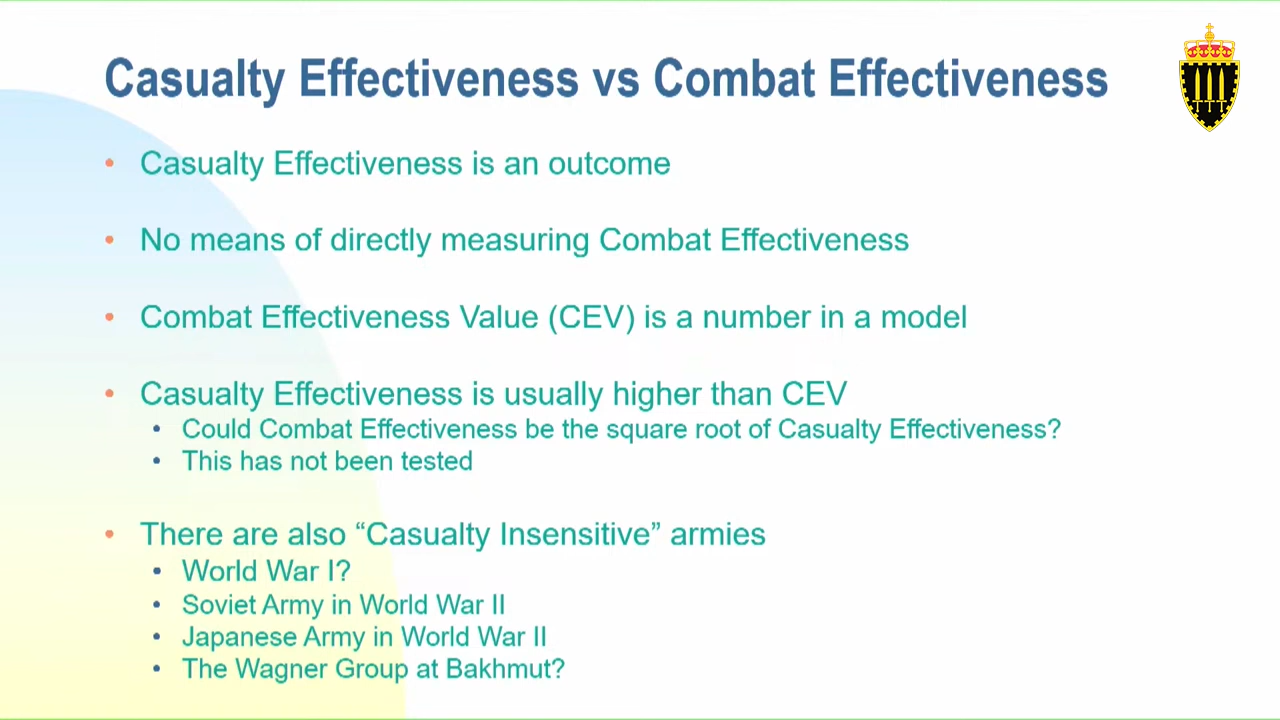 Casualty Effectiveness vs Combat Effectiveness
• Casualty Effectiveness is an outcome
• No means of directly measuring Combat Effectiveness
• Combat Effectiveness Value (CEV) is a number in a model
• Casualty Effectiveness is usually higher than CEV
• Could Combat Effectiveness be the square root of Casualty Effectiveness?
• This has not been tested
• There are also “Casualty Insensitive” armies
• World War I?
• Soviet Army in World War II
• Japanese Army in World War II
• The Wagner Group at Bakhmut?